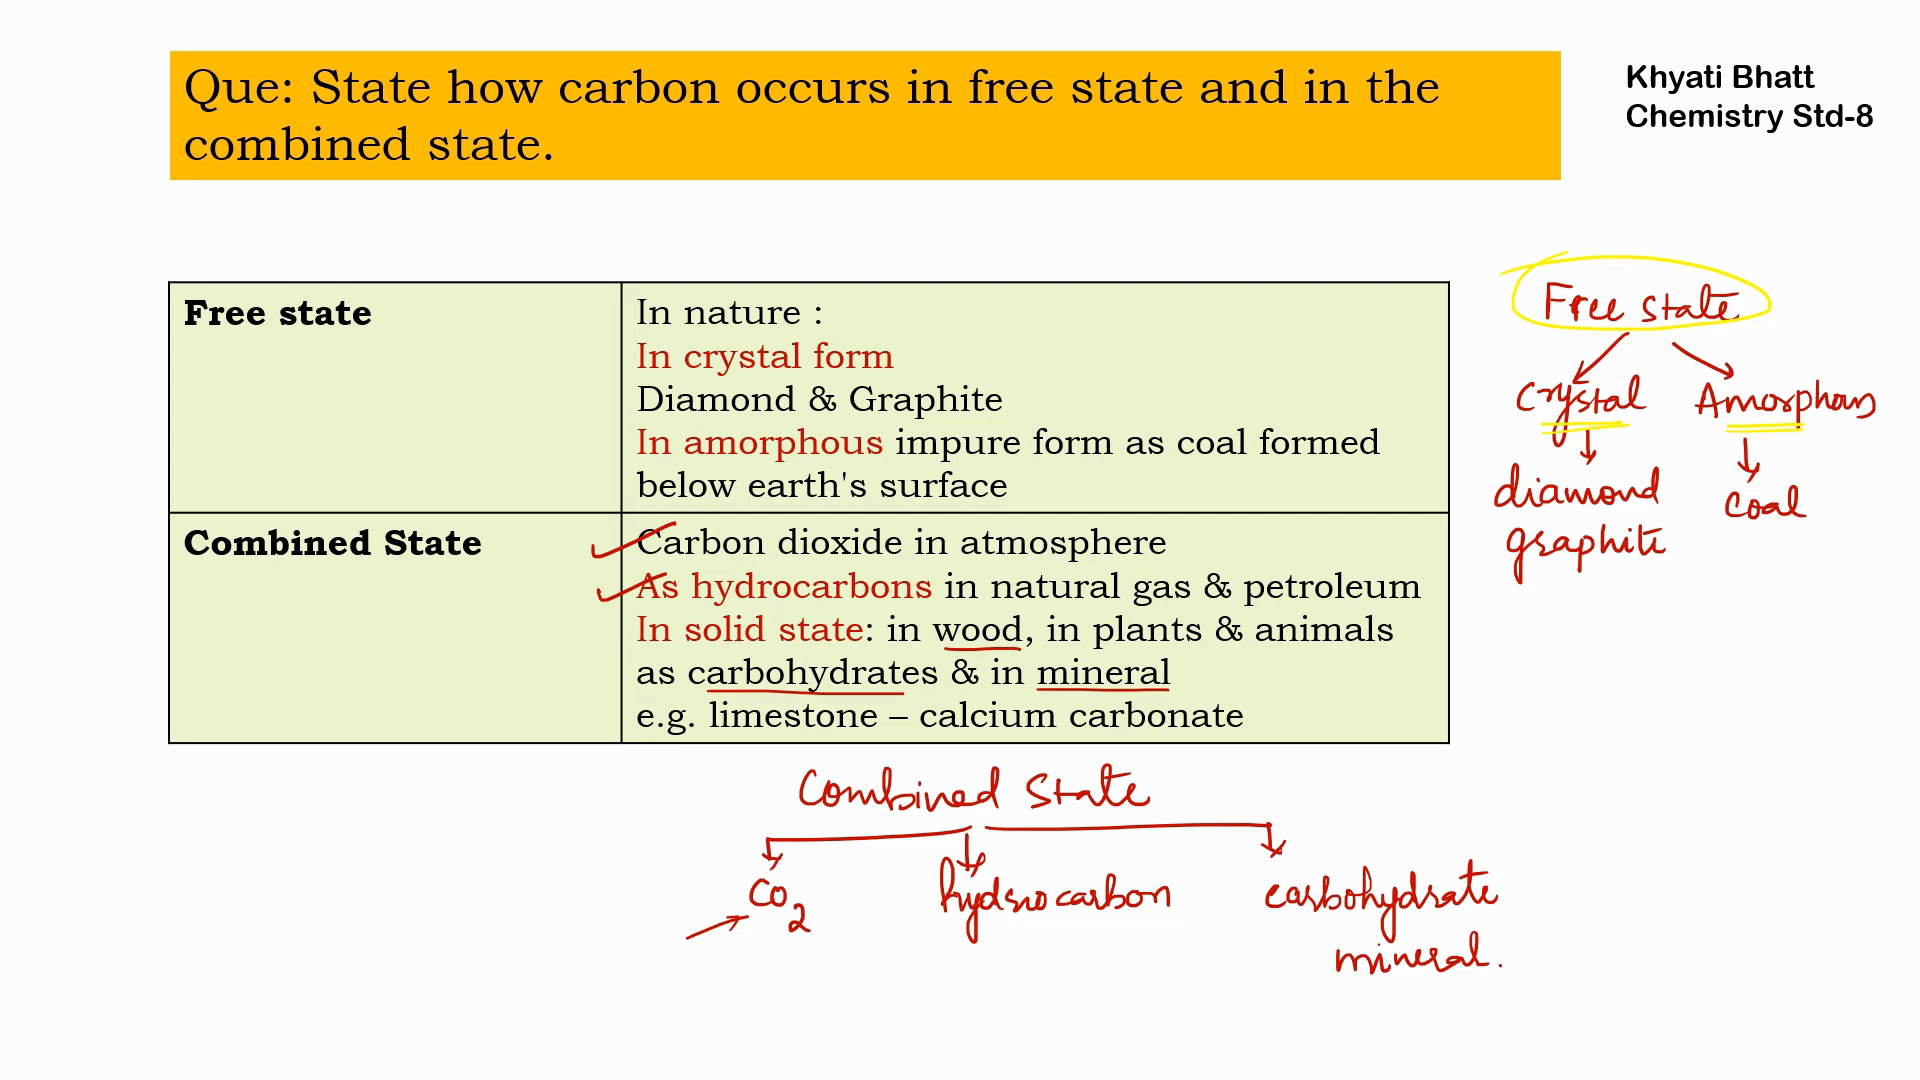 Que: State how carbon occurs in free state and in the
combined state.
Khyati Bhatt
Chemistry Std-8
Free state
In nature :
In crystal form
Diamond & Graphite
In amorphous impure form as coal formed
below earth's surface
Combined State
Carbon dioxide in atmosphere
As hydrocarbons in natural gas & petroleum
In solid state: in wood, in plants & animals
as carbohydrates & in mineral
e.g. limestone – calcium carbonate
Free state
Crystal Amorphous
diamond coal
graphite
Combined State
CO2 hydrocarbon carbohydrate
mineral.